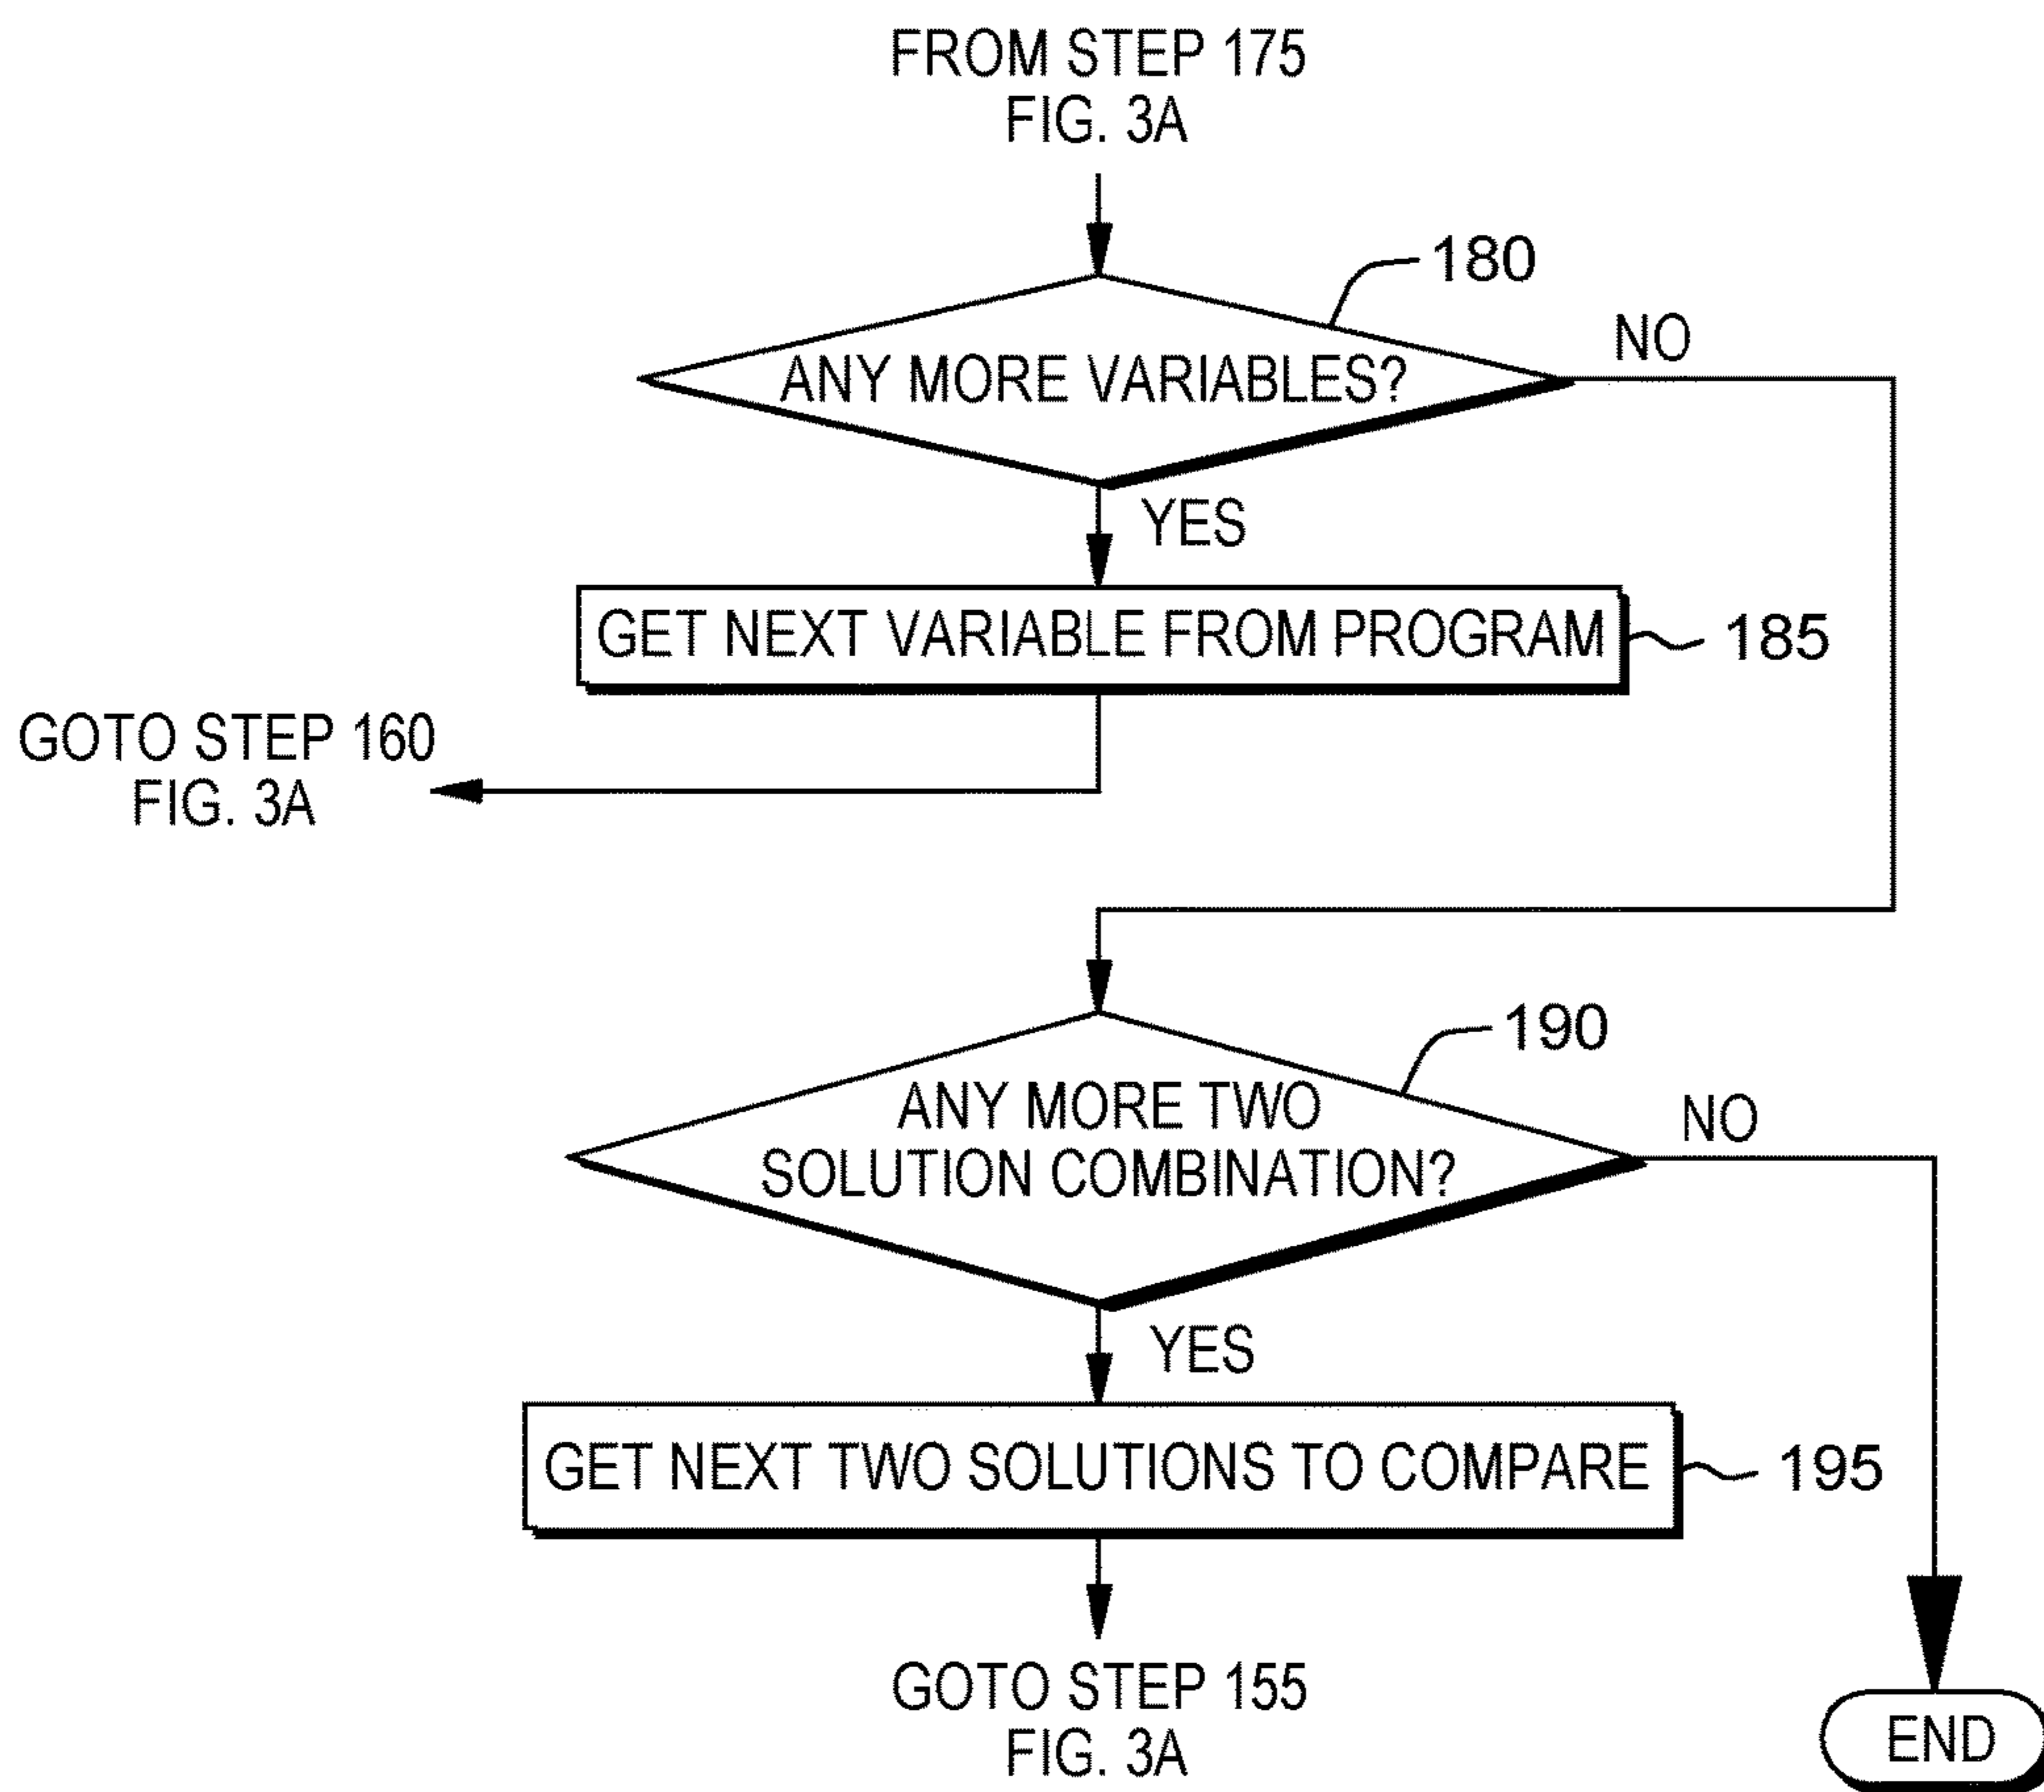 FROM STEP 175
FIG. 3A
180
NO
ANY MORE VARIABLES?
YES
GET NEXT VARIABLE FROM PROGRAM
185
GOTO STEP 160
FIG. 3A
190
ANY MORE TWO
NO
SOLUTION COMBINATION?
YES
GET NEXT TWO SOLUTIONS TO COMPARE
195
GOTO STEP 155
FIG. 3A
END